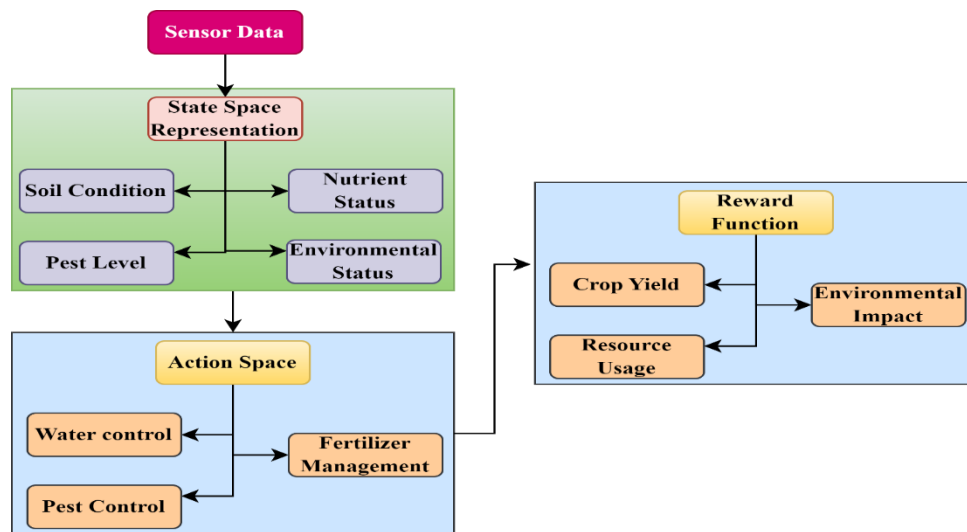 Sensor Data
State Space
Representation
Soil Condition
Nutrient
Status
Pest Level
Environmental
Status
Action Space
Water control
Fertilizer
Management
Pest Control
Reward
Function
Crop Yield
Environmental
Impact
Resource
Usage